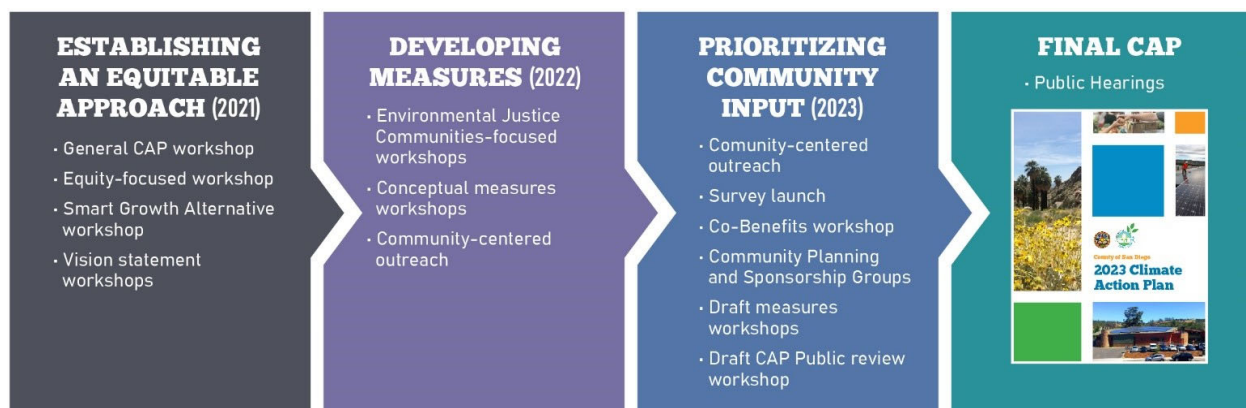 ESTABLISHING
AN EQUITABLE
APPROACH (2021)
· General CAP workshop
· Equity-focused workshop
· Smart Growth Alternative
workshop
· Vision statement
workshops
DEVELOPING
MEASURES (2022)
· Environmental Justice
Communities-focused
workshops
· Conceptual measures
workshops
· Community-centered
outreach
PRIORITIZING
COMMUNITY
INPUT (2023)
· Comunity-centered
outreach
· Survey launch
· Co-Benefits workshop
· Community Planning
and Sponsorship Groups
· Draft measures
workshops
· Draft CAP Public review
workshop
FINAL CAP
· Public Hearings
County of San Diego
2023 Climate
Action Plan